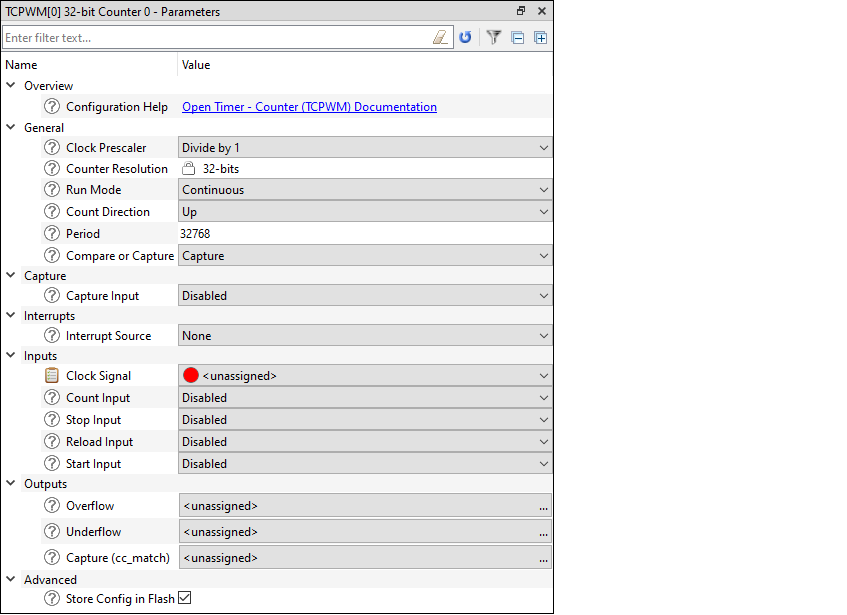 TCPWM[0] 32-bit Counter 0 - Parameters
Enter filter text...
Name Value
Overview
Configuration Help Open Timer - Counter (TCPWM) Documentation
General
Clock Prescaler Divide by 1
Counter Resolution 32-bits
Run Mode Continuous
Count Direction Up
Period 32768
Compare or Capture Capture
Capture
Capture Input Disabled
Interrupts
Interrupt Source None
Inputs
Clock Signal <unassigned>
Count Input Disabled
Stop Input Disabled
Reload Input Disabled
Start Input Disabled
Outputs
Overflow <unassigned> ...
Underflow <unassigned> ...
Capture (cc_match) <unassigned> ...
Advanced
Store Config in Flash